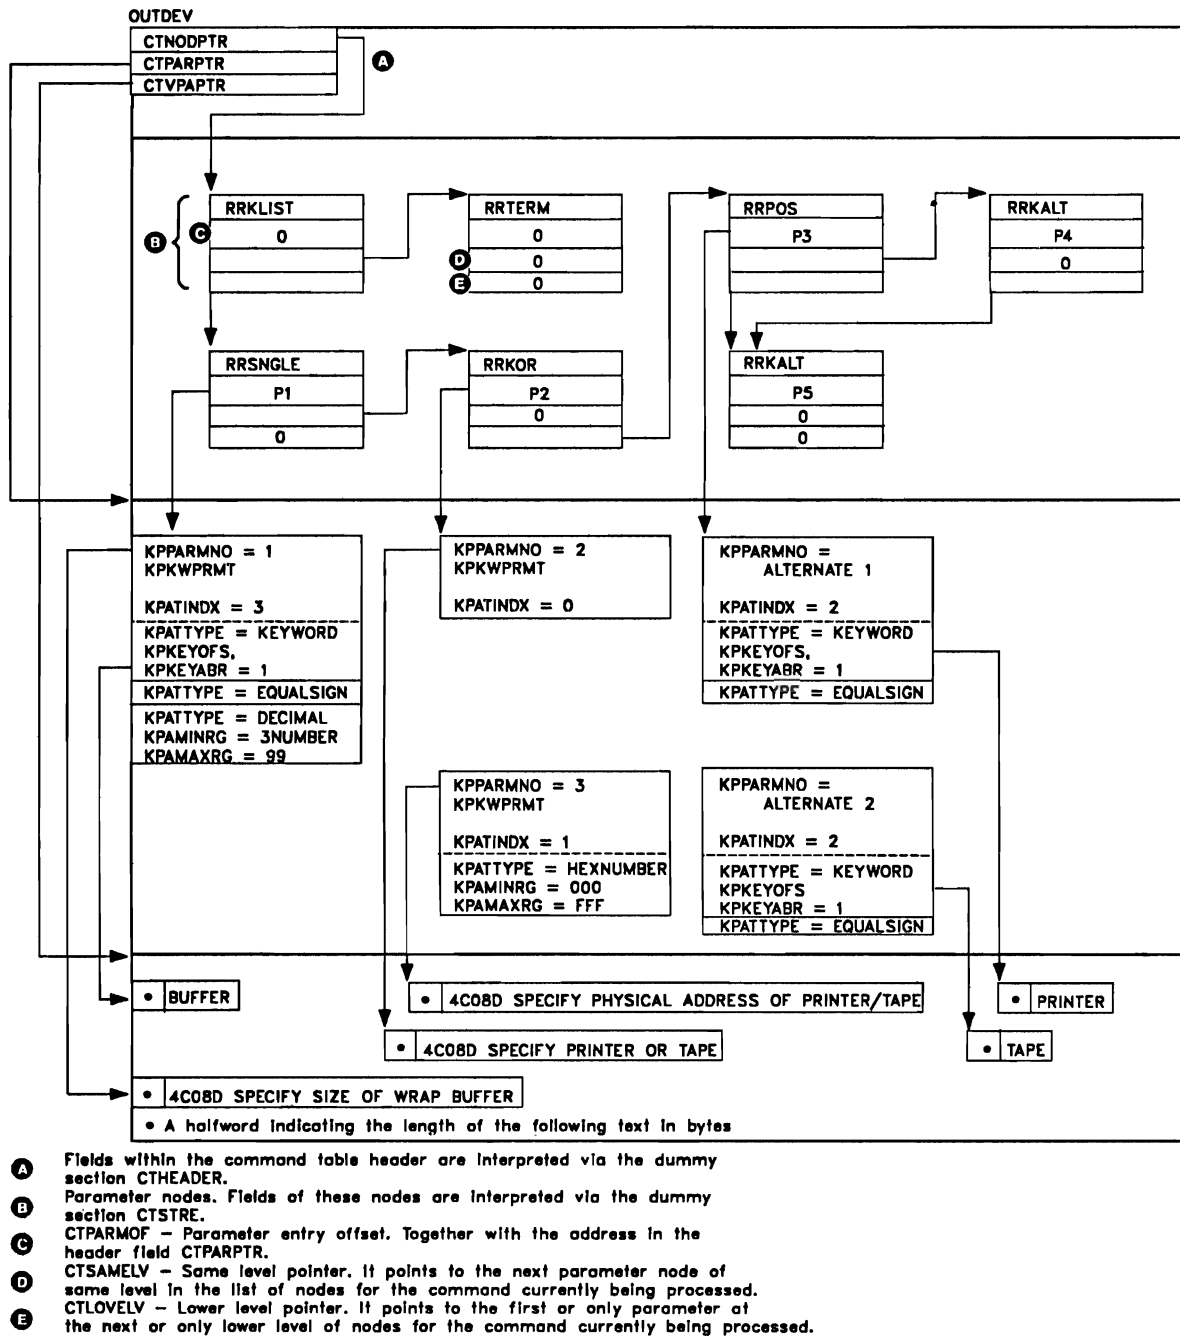 OUTDEV
CTNODPTR
CTPARPTR
CTVPAPTR
A
B
C
RRKLIST
0
RRTERM
0
D
0
E
0
RRPOS
P3
RRKALT
P4
0
RRSNGLE
P1
0
RRKOR
P2
0
RRKALT
P5
0
0
KPPARMNO = 1
KPKWPRMT
KPATINDX = 3
KPATTYPE = KEYWORD
KPKEYOFS,
KPKEYABR = 1
KPATTYPE = EQUALSIGN
KPATTYPE = DECIMAL
KPAMINRG = 3NUMBER
KPAMAXRG = 99
KPPARMNO = 2
KPKWPRMT
KPATINDX = 0
KPPARMNO =
ALTERNATE 1
KPATINDX = 2
KPATTYPE = KEYWORD
KPKEYOFS,
KPKEYABR = 1
KPATTYPE = EQUALSIGN
KPPARMNO = 3
KPKWPRMT
KPATINDX = 1
KPATTYPE = HEXNUMBER
KPAMINRG = 000
KPAMAXRG = FFF
KPPARMNO =
ALTERNATE 2
KPATINDX = 2
KPATTYPE = KEYWORD
KPKEYOFS
KPKEYABR = 1
KPATTYPE = EQUALSIGN
• BUFFER
• 4C08D SPECIFY PHYSICAL ADDRESS OF PRINTER/TAPE
• PRINTER
• 4C08D SPECIFY PRINTER OR TAPE
• TAPE
• 4C08D SPECIFY SIZE OF WRAP BUFFER
• A halfword indicating the length of the following text in bytes
A Fields within the command table header are interpreted via the dummy
section CTHEADER.
B Parameter nodes. Fields of these nodes are interpreted via the dummy
section CTSTRE.
C CTPARMOF – Parameter entry offset. Together with the address in the
header field CTPARPTR.
D CTSAMELV – Same level pointer. It points to the next parameter node of
same level in the list of nodes for the command currently being processed.
E CTLOVELV – Lower level pointer. It points to the first or only parameter at
the next or only lower level of nodes for the command currently being processed.